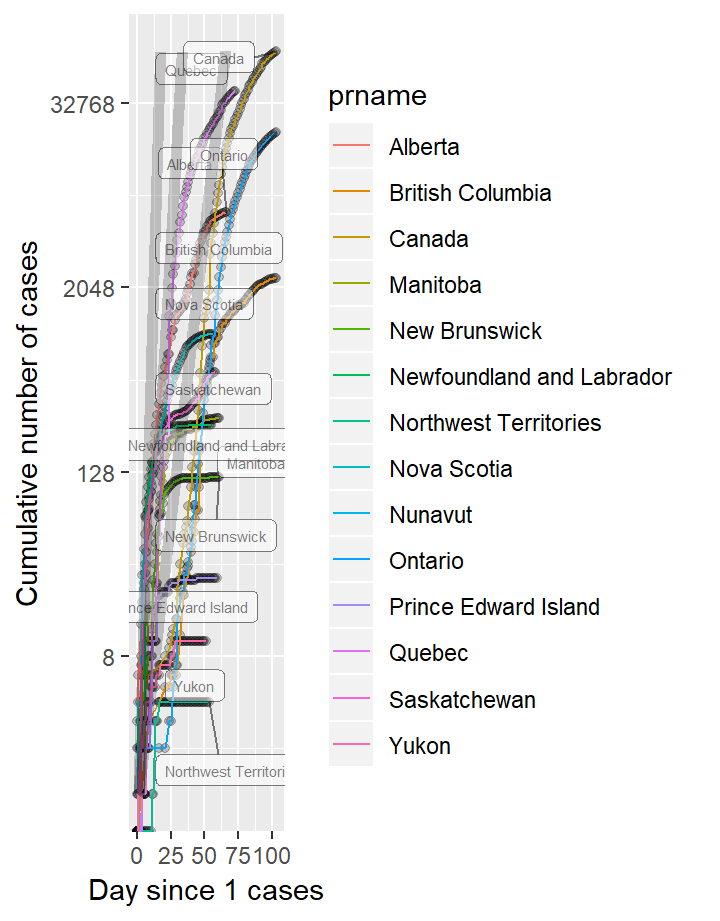 Canada
Quebec
Alberta
Ontario
British Columbia
Nova Scotia
Saskatchewan
Newfoundland and Labra
Manitoba
New Brunswick
nce Edward Island
Yukon
Northwest Territori
32768
2048
128
8
0 25 50 75 100
Day since 1 cases
Cumulative number of cases
prname
Alberta
British Columbia
Canada
Manitoba
New Brunswick
Newfoundland and Labrador
Northwest Territories
Nova Scotia
Nunavut
Ontario
Prince Edward Island
Quebec
Saskatchewan
Yukon